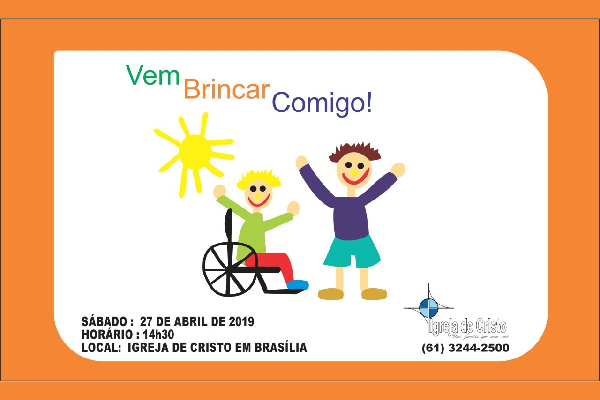 Vem
Brincar
Comigo!
SÁBADO : 27 DE ABRIL DE 2019
HORÁRIO : 14h30
LOCAL: IGREJA DE CRISTO EM BRASÍLIA
Igreja de Cristo
(61) 3244-2500